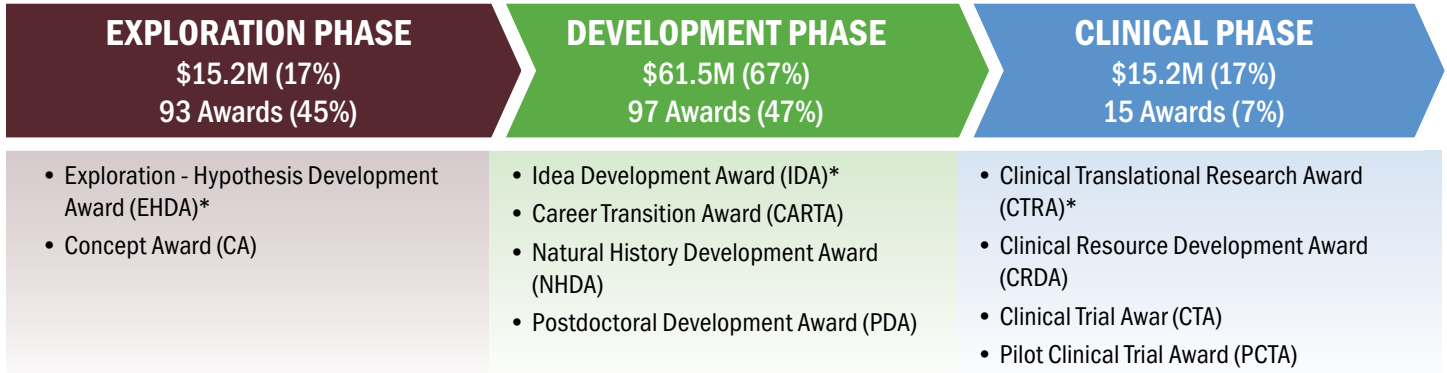 EXPLORATION PHASE
$15.2M (17%)
93 Awards (45%)
• Exploration - Hypothesis Development
Award (EHDA)*
• Concept Award (CA)
DEVELOPMENT PHASE
$61.5M (67%)
97 Awards (47%)
• Idea Development Award (IDA)*
• Career Transition Award (CARTA)
• Natural History Development Award
(NHDA)
• Postdoctoral Development Award (PDA)
CLINICAL PHASE
$15.2M (17%)
15 Awards (7%)
• Clinical Translational Research Award
(CTRA)*
• Clinical Resource Development Award
(CRDA)
• Clinical Trial Awar (CTA)
• Pilot Clinical Trial Award (PCTA)